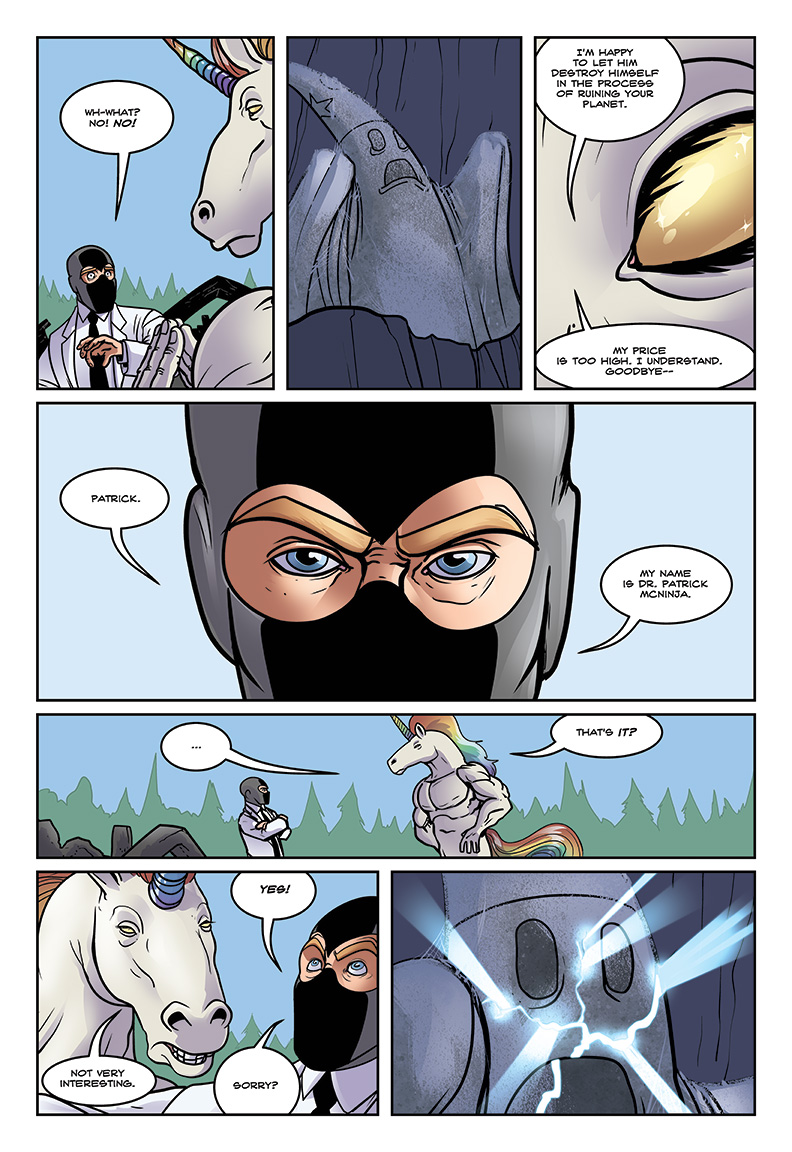 WH-WHAT?
NO! NO!
I'M HAPPY
TO LET HIM
DESTROY HIMSELF
IN THE PROCESS
OF RUINING YOUR
PLANET.
MY PRICE
IS TOO HIGH. I UNDERSTAND.
GOODBYE--
PATRICK.
MY NAME
IS DR. PATRICK
MCNINJA.
...
THAT'S IT?
YES!
NOT VERY
INTERESTING.
SORRY?